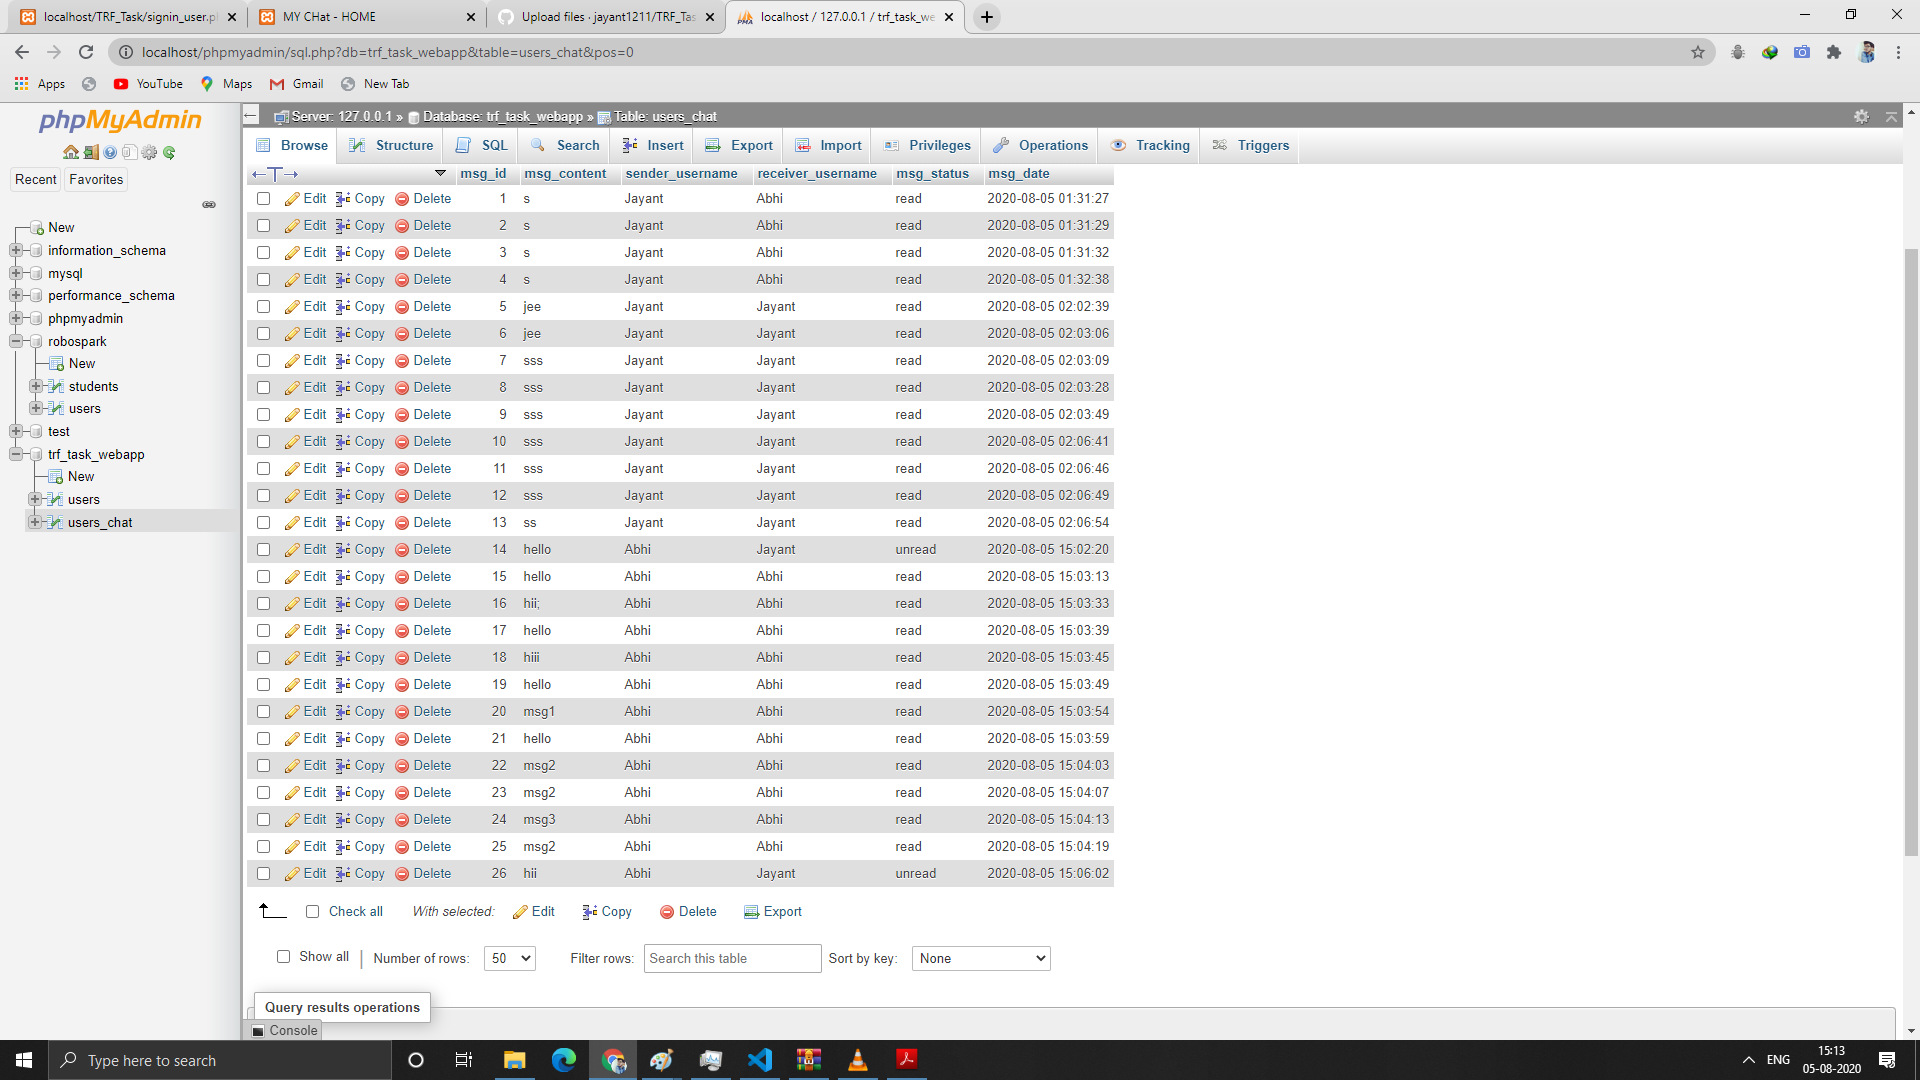 localhost/TRF_Task/signin_user.p
MY CHat - HOME
Upload files · jayant1211/TRF_Tas
localhost / 127.0.0.1 / trf_task_we
localhost/phpmyadmin/sql.php?db=trf_task_webapp&table=users_chat&pos=0
Apps YouTube Maps Gmail New Tab
phpMyAdmin
Recent Favorites
New
information_schema
mysql
performance_schema
phpmyadmin
robospark
New
students
users
test
trf_task_webapp
New
users
users_chat
Server: 127.0.0.1 » Database: trf_task_webapp » Table: users_chat
Browse Structure SQL Search Insert Export Import Privileges Operations Tracking Triggers
←T→ msg_id msg_content sender_username receiver_username msg_status msg_date
Edit Copy Delete 1 s Jayant Abhi read 2020-08-05 01:31:27
Edit Copy Delete 2 s Jayant Abhi read 2020-08-05 01:31:29
Edit Copy Delete 3 s Jayant Abhi read 2020-08-05 01:31:32
Edit Copy Delete 4 s Jayant Abhi read 2020-08-05 01:32:38
Edit Copy Delete 5 jee Jayant Jayant read 2020-08-05 02:02:39
Edit Copy Delete 6 jee Jayant Jayant read 2020-08-05 02:03:06
Edit Copy Delete 7 sss Jayant Jayant read 2020-08-05 02:03:09
Edit Copy Delete 8 sss Jayant Jayant read 2020-08-05 02:03:28
Edit Copy Delete 9 sss Jayant Jayant read 2020-08-05 02:03:49
Edit Copy Delete 10 sss Jayant Jayant read 2020-08-05 02:06:41
Edit Copy Delete 11 sss Jayant Jayant read 2020-08-05 02:06:46
Edit Copy Delete 12 sss Jayant Jayant read 2020-08-05 02:06:49
Edit Copy Delete 13 ss Jayant Jayant read 2020-08-05 02:06:54
Edit Copy Delete 14 hello Abhi Jayant unread 2020-08-05 15:02:20
Edit Copy Delete 15 hello Abhi Abhi read 2020-08-05 15:03:13
Edit Copy Delete 16 hii; Abhi Abhi read 2020-08-05 15:03:33
Edit Copy Delete 17 hello Abhi Abhi read 2020-08-05 15:03:39
Edit Copy Delete 18 hiii Abhi Abhi read 2020-08-05 15:03:45
Edit Copy Delete 19 hello Abhi Abhi read 2020-08-05 15:03:49
Edit Copy Delete 20 msg1 Abhi Abhi read 2020-08-05 15:03:54
Edit Copy Delete 21 hello Abhi Abhi read 2020-08-05 15:03:59
Edit Copy Delete 22 msg2 Abhi Abhi read 2020-08-05 15:04:03
Edit Copy Delete 23 msg2 Abhi Abhi read 2020-08-05 15:04:07
Edit Copy Delete 24 msg3 Abhi Abhi read 2020-08-05 15:04:13
Edit Copy Delete 25 msg2 Abhi Abhi read 2020-08-05 15:04:19
Edit Copy Delete 26 hii Abhi Jayant unread 2020-08-05 15:06:02
Check all With selected: Edit Copy Delete Export
Show all Number of rows: 50 Filter rows: Search this table Sort by key: None
Query results operations
Console
Type here to search
ENG
15:13
05-08-2020